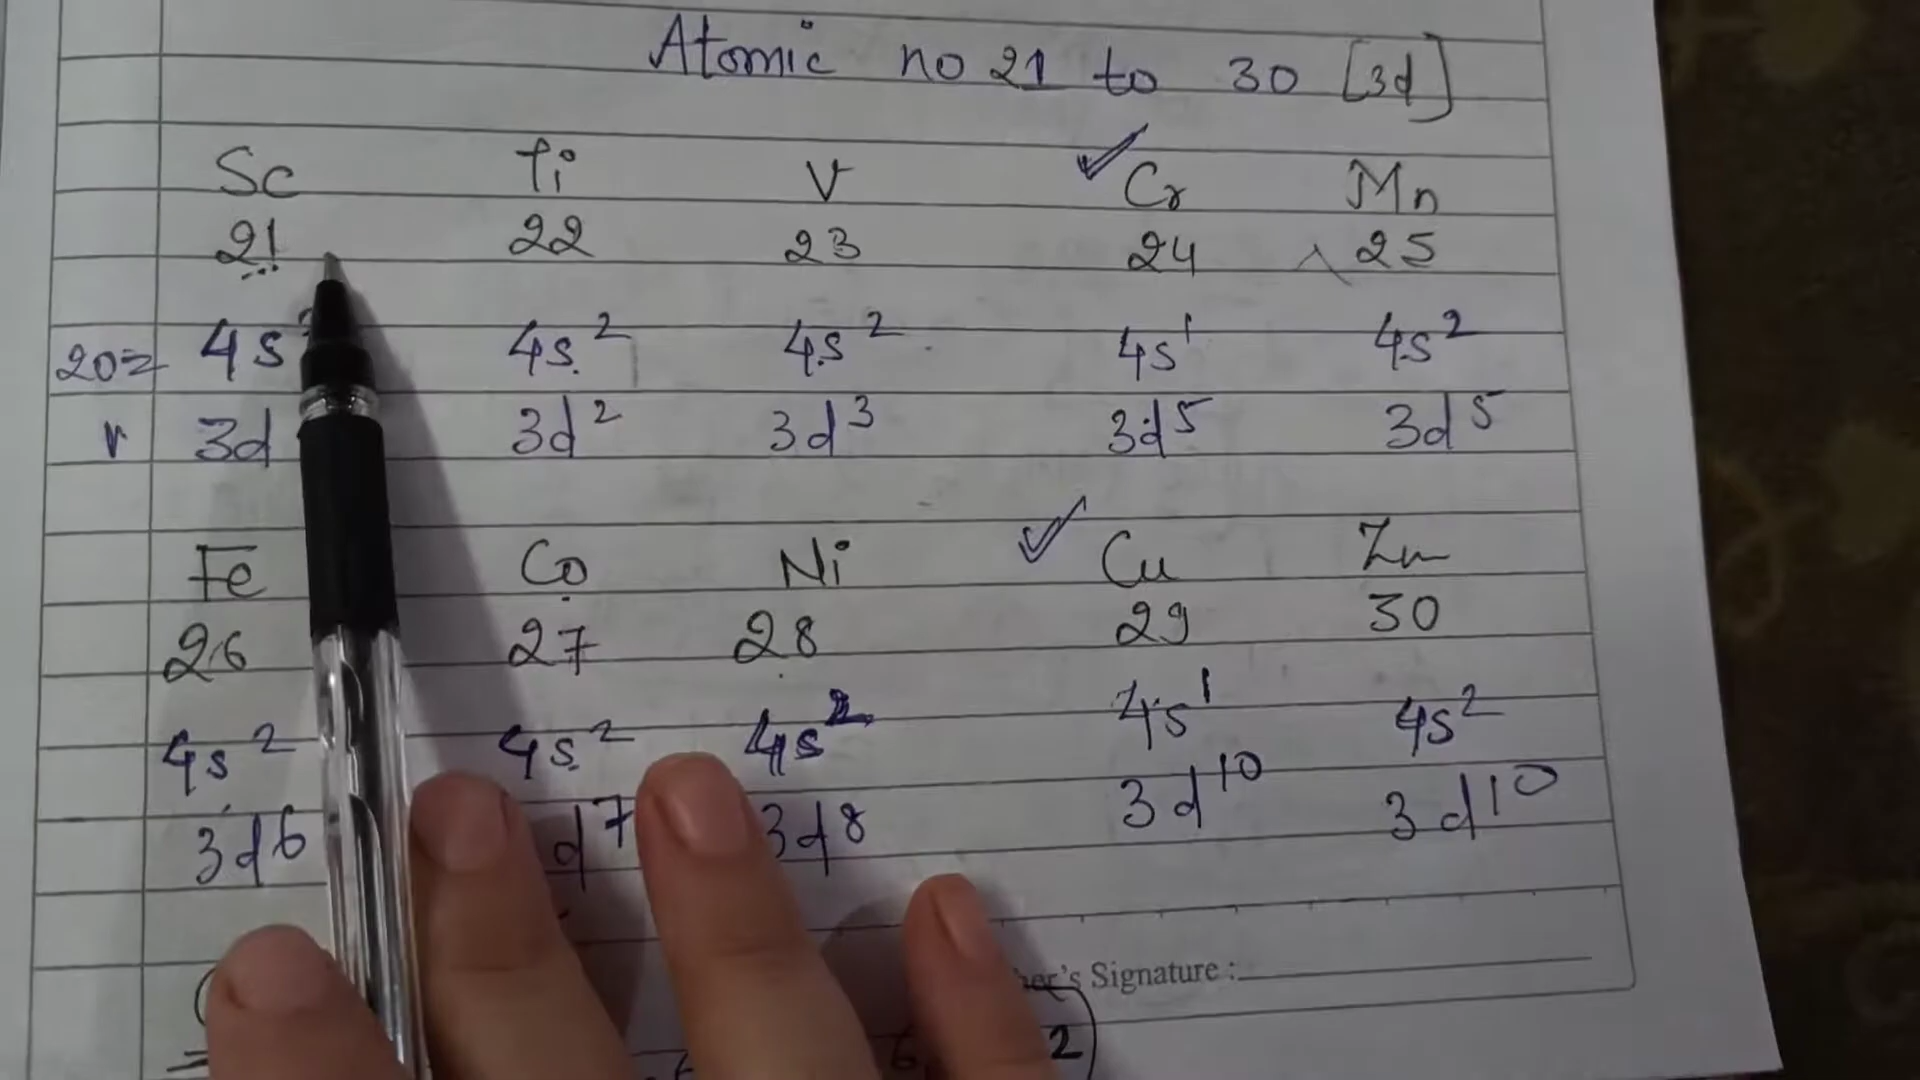 Atomic no 21 to 30 [3d]
Sc Ti V ✓ Cr Mn
21 22 23 24 25
20= 4s 4s² 4s² 4s¹ 4s²
3d 3d² 3d³ 3d⁵ 3d⁵
Fe Co Ni ✓ Cu Zn
26 27 28 29 30
4s² 4s² 4s² 4s¹ 4s²
3d6 d⁷ 3d8 3d¹⁰ 3d10
Signature :
6 2